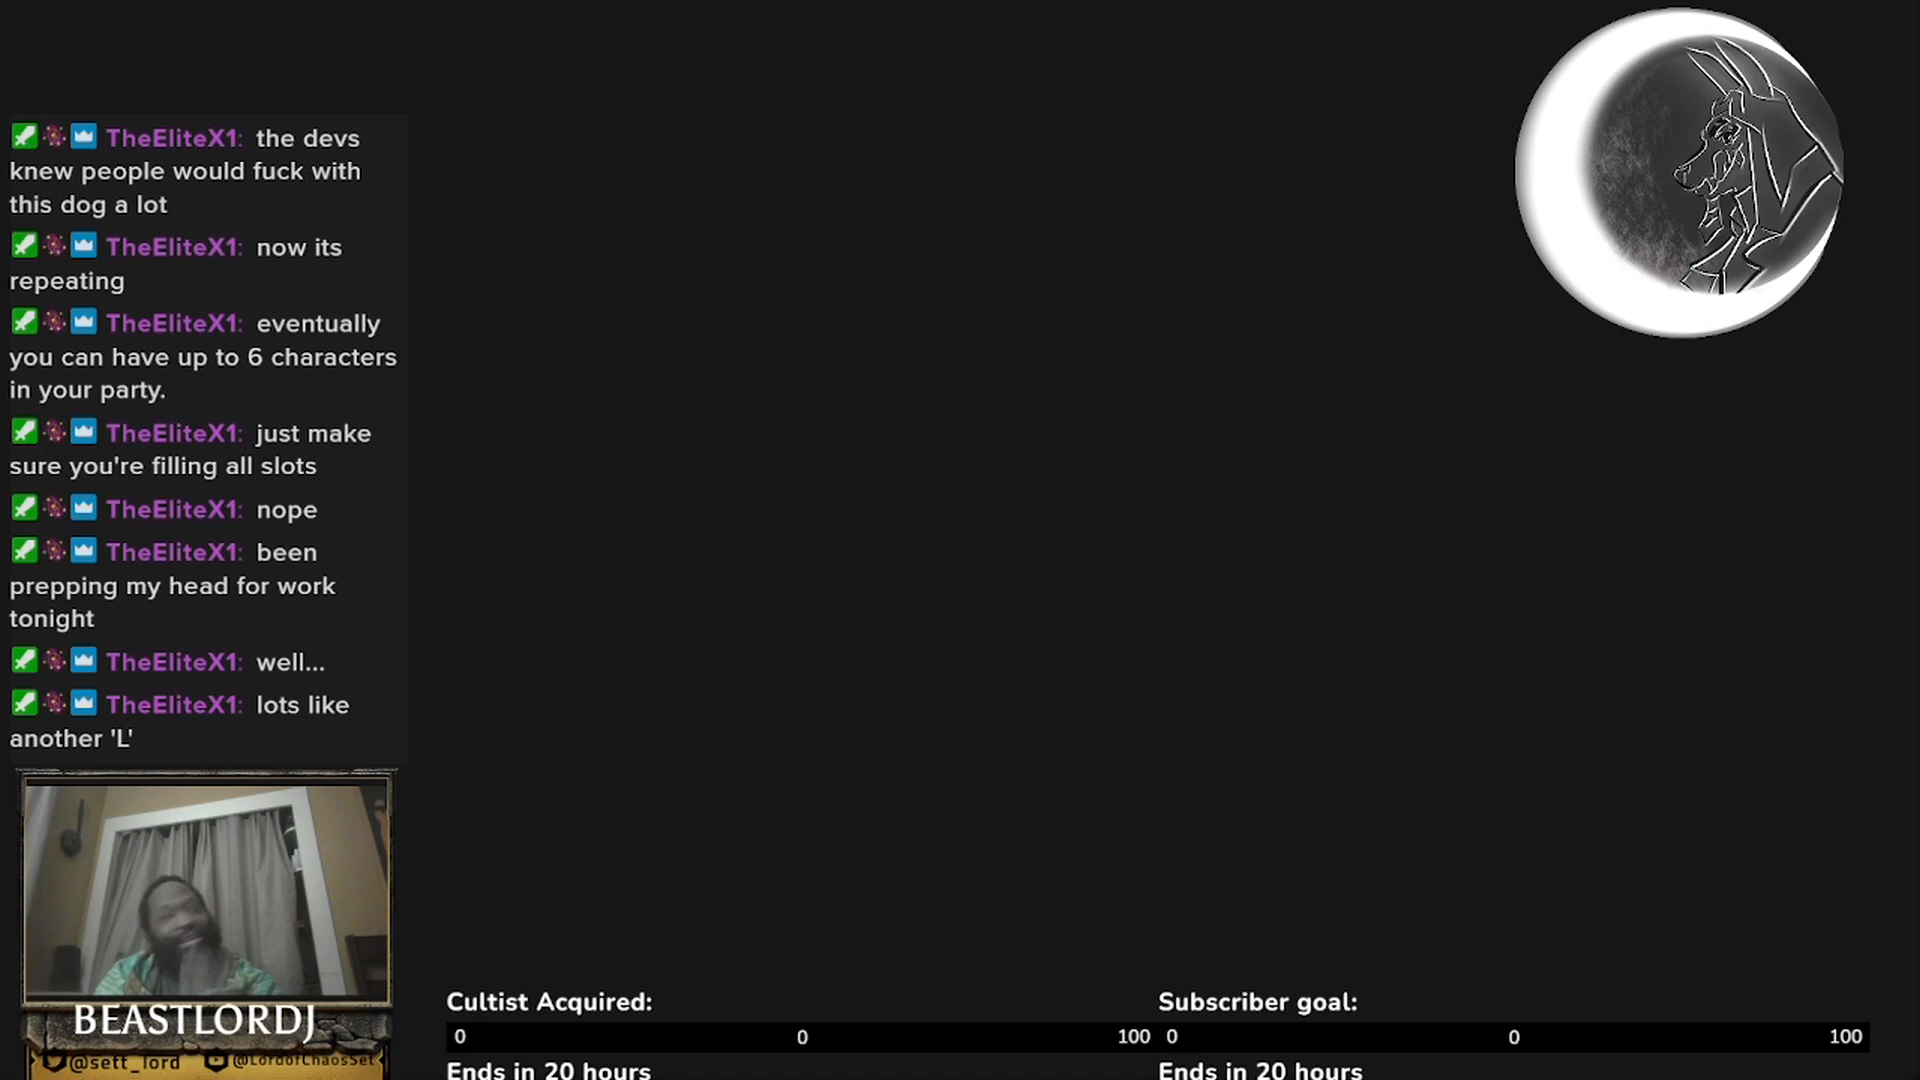 TheEliteX1: the devs
knew people would fuck with
this dog a lot
TheEliteX1: now its
repeating
TheEliteX1: eventually
you can have up to 6 characters
in your party.
TheEliteX1: just make
sure you're filling all slots
TheEliteX1: nope
TheEliteX1: been
prepping my head for work
tonight
TheEliteX1: well...
TheEliteX1: lots like
another 'L'
BEASTLORDJ
@sett_lord @LordofChaosSet
Cultist Acquired:
0 0 100
Ends in 20 hours
Subscriber goal:
0 0 100
Ends in 20 hours